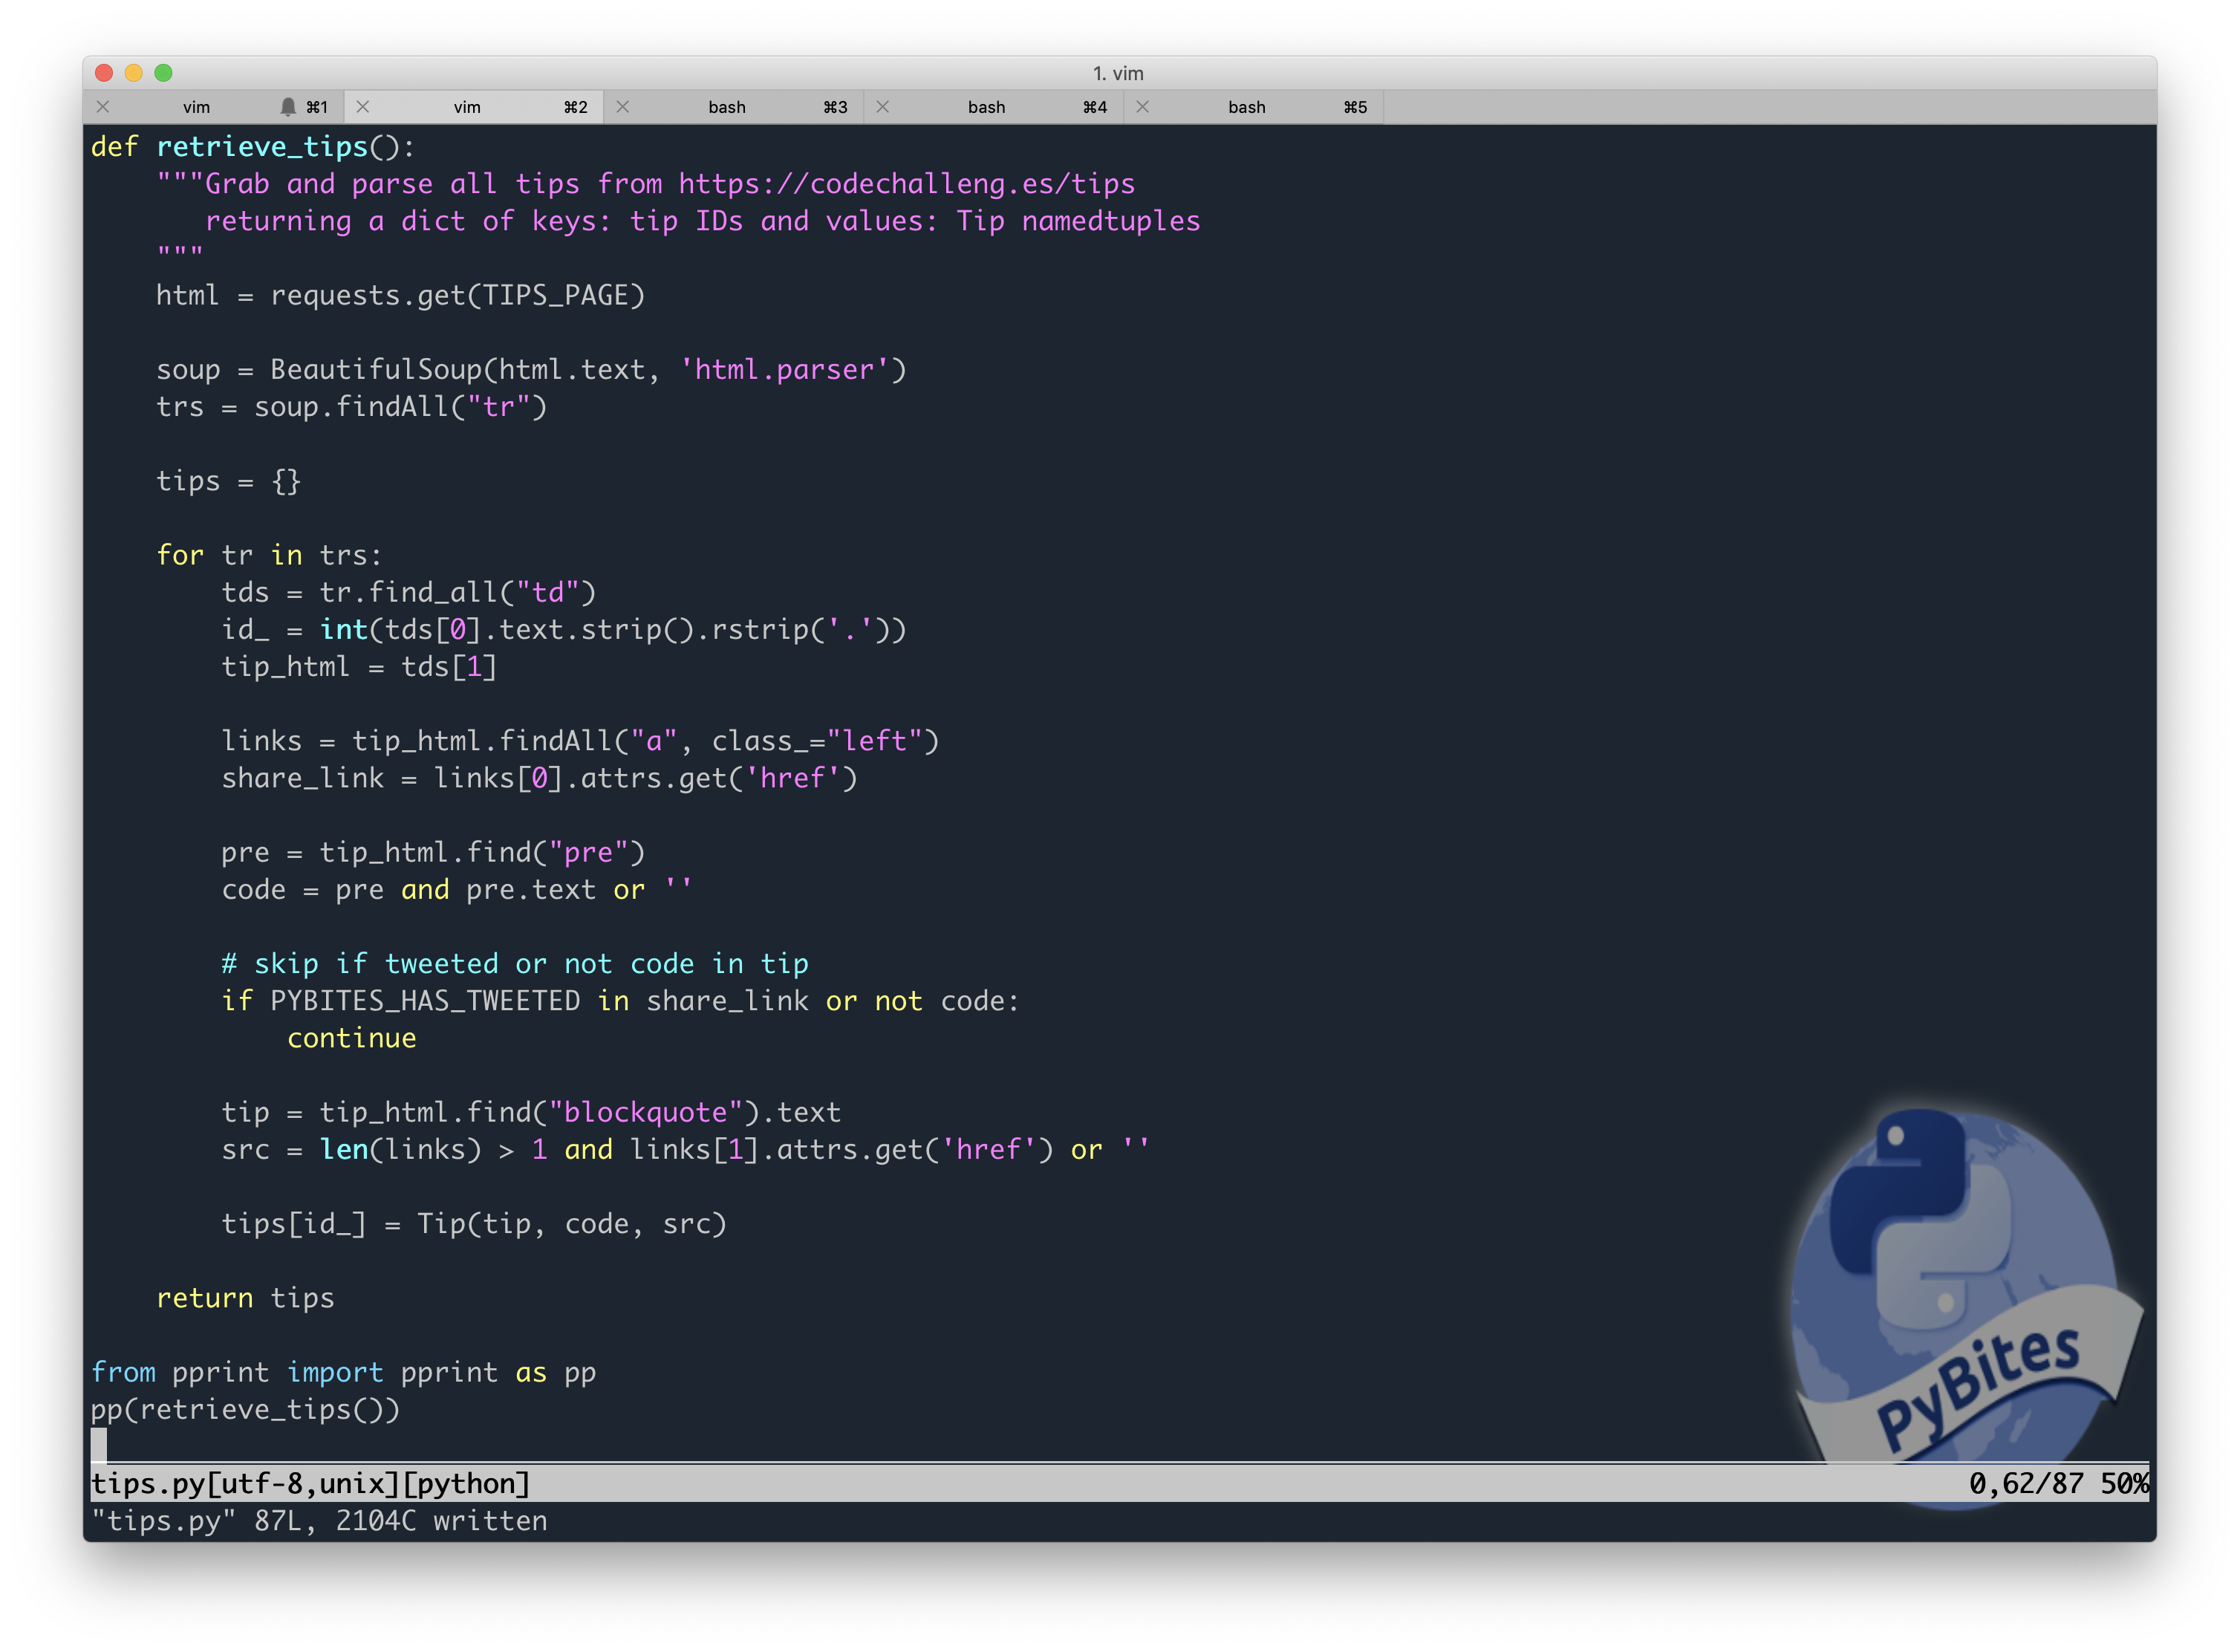 1. vim
vim ⌘1 vim ⌘2 bash ⌘3 bash ⌘4 bash ⌘5
def retrieve_tips():
    """Grab and parse all tips from https://codechalleng.es/tips
       returning a dict of keys: tip IDs and values: Tip namedtuples
    """
    html = requests.get(TIPS_PAGE)

    soup = BeautifulSoup(html.text, 'html.parser')
    trs = soup.findAll("tr")

    tips = {}

    for tr in trs:
        tds = tr.find_all("td")
        id_ = int(tds[0].text.strip().rstrip('.'))
        tip_html = tds[1]

        links = tip_html.findAll("a", class_="left")
        share_link = links[0].attrs.get('href')

        pre = tip_html.find("pre")
        code = pre and pre.text or ''

        # skip if tweeted or not code in tip
        if PYBITES_HAS_TWEETED in share_link or not code:
            continue

        tip = tip_html.find("blockquote").text
        src = len(links) > 1 and links[1].attrs.get('href') or ''

        tips[id_] = Tip(tip, code, src)

    return tips

from pprint import pprint as pp
pp(retrieve_tips())
PyBites
tips.py[utf-8,unix][python] 0,62/87 50%
"tips.py" 87L, 2104C written